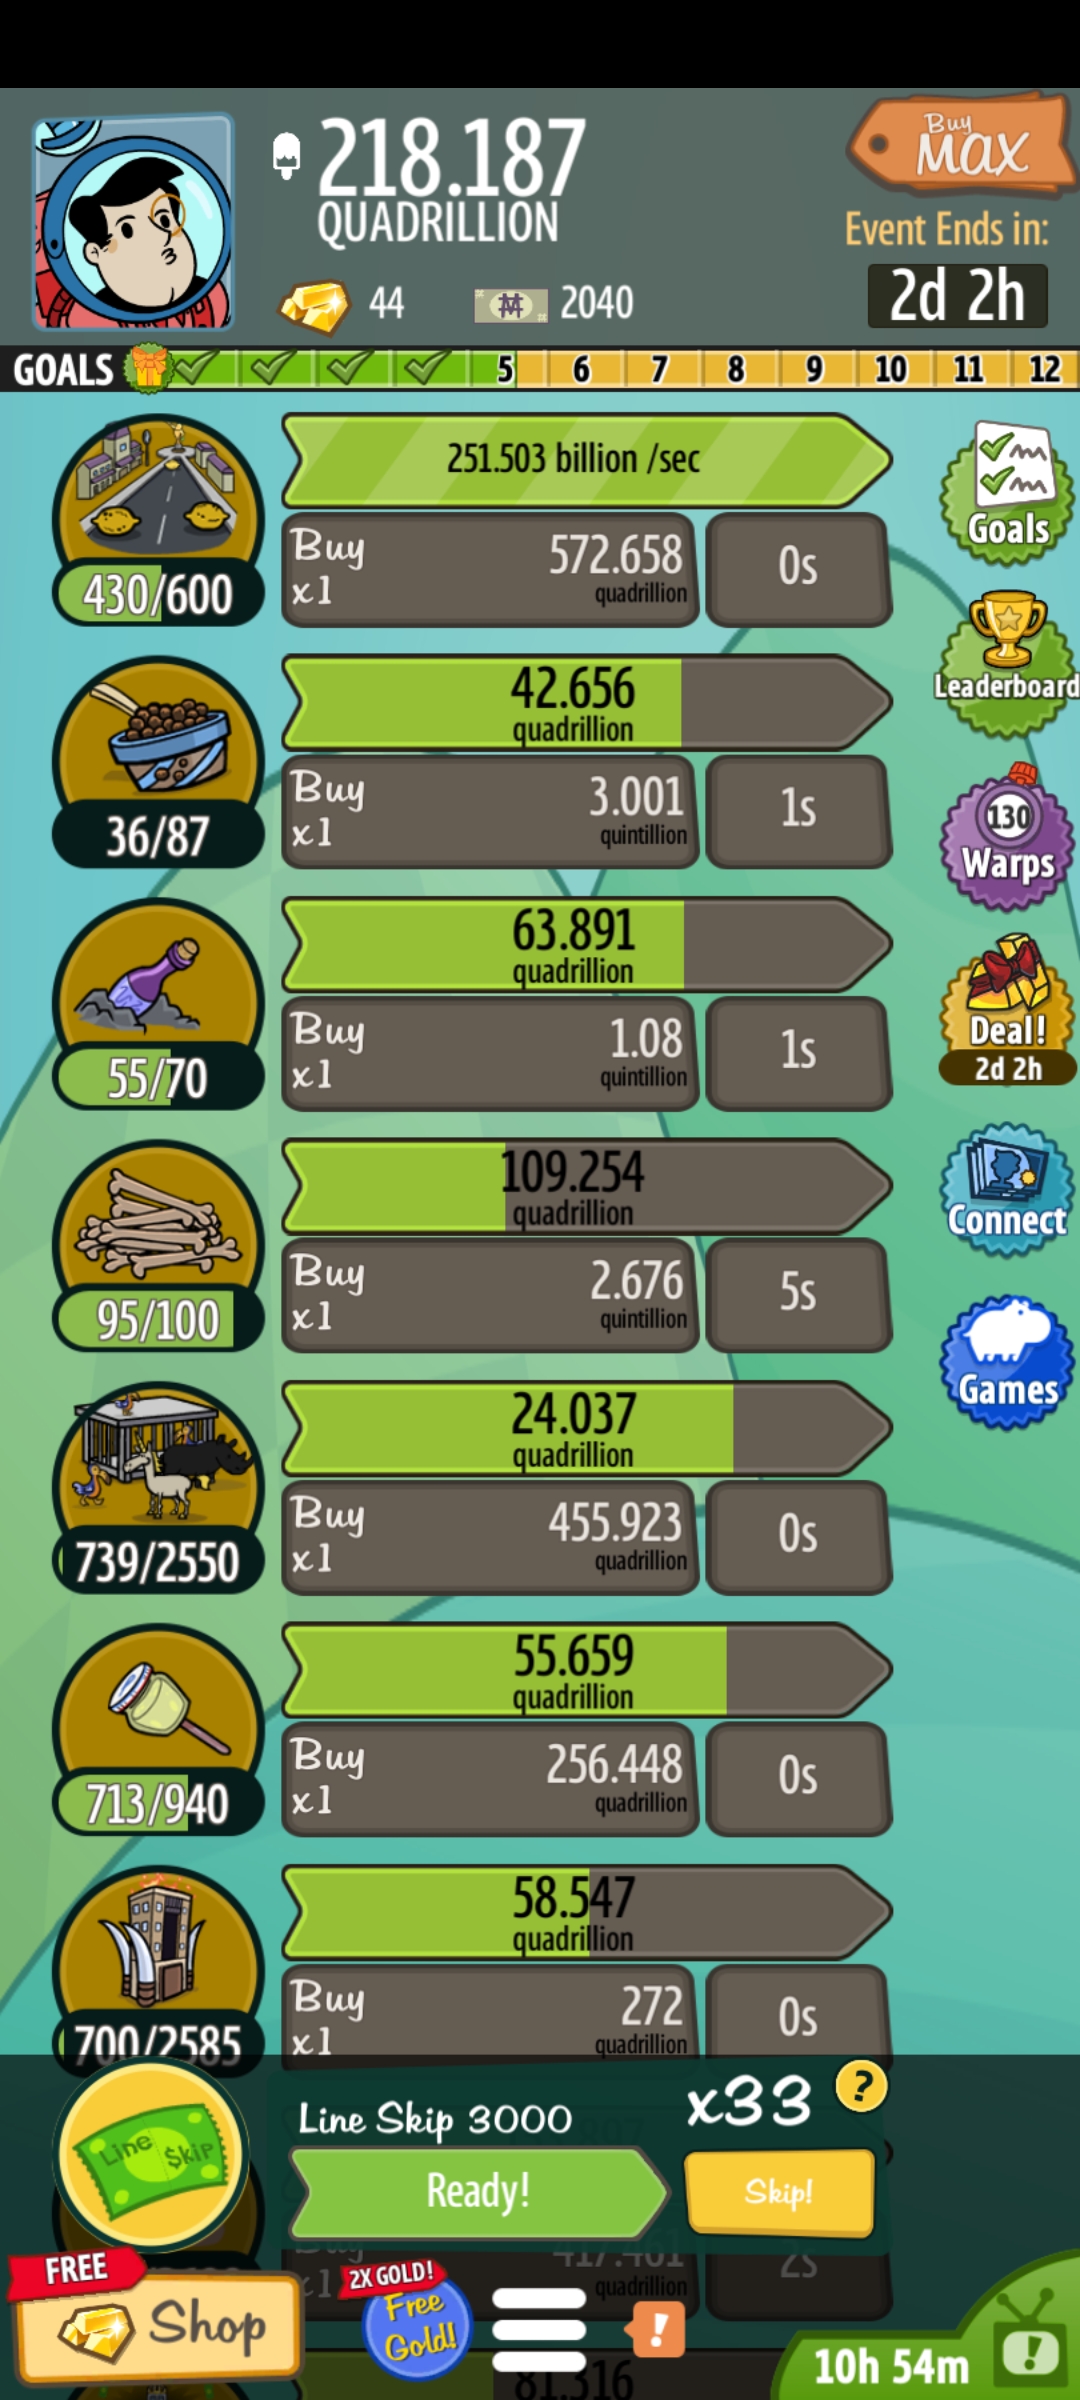 218.187
QUADRILLION
Buy
MAX
Event Ends in:
44
2040
2d 2h
GOALS
5 6 7 8 9 10 11 12
251.503 billion /sec
Buy
x1
572.658
quadrillion
0s
430/600
Goals
42.656
quadrillion
Leaderboard
Buy
x1
3.001
quintillion
1s
36/87
130
Warps
63.891
quadrillion
Buy
x1
1.08
quintillion
1s
55/70
Deal!
2d 2h
109.254
quadrillion
Connect
Buy
x1
2.676
quintillion
5s
95/100
Games
24.037
quadrillion
Buy
x1
455.923
quadrillion
0s
739/2550
55.659
quadrillion
Buy
x1
256.448
quadrillion
0s
713/940
58.547
quadrillion
Buy
x1
272
quadrillion
0s
700/2585
Line Skip
Line Skip 3000
x33
?
Ready!
Skip!
417.461
quadrillion
2s
x1
FREE
Shop
2X GOLD!
Free
Gold!
!
10h 54m
!
81.316